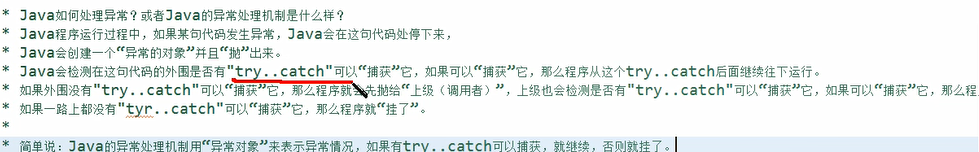 * Java如何处理异常？或者Java的异常处理机制是什么样？
* Java程序运行过程中，如果某句代码发生异常，Java会在这句代码处停下来，
* Java会创建一个“异常的对象”并且“抛”出来。
* Java会检测在这句代码的外围是否有"try..catch"可以“捕获”它，如果可以“捕获”它，那么程序从这个try..catch后面继续往下运行。
* 如果外围没有"try..catch"可以“捕获”它，那么程序就会先抛给“上级（调用者）”，上级也会检测是否有"try..catch"可以“捕获”它，如果可以“捕获”它，那么程
* 如果一路上都没有"tyr..catch"可以“捕获”它，那么程序就“挂了”。
*
* 简单说：Java的异常处理机制用“异常对象”来表示异常情况，如果有try..catch可以捕获，就继续，否则就挂了。